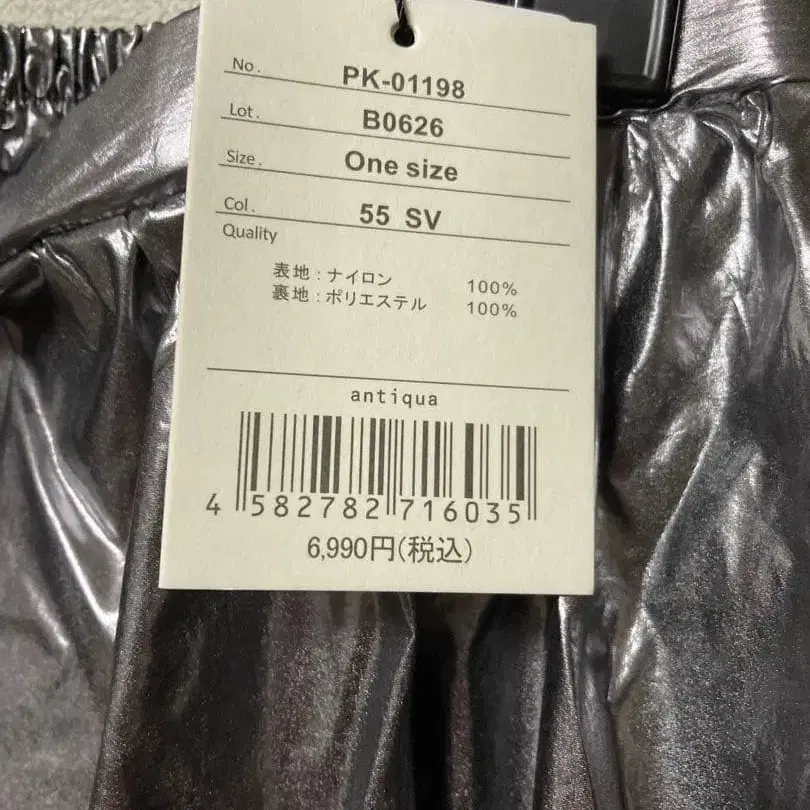 No. PK-01198
Lot. B0626
Size. One size
Col. 55 SV
Quality
表地 : ナイロン 100%
裏地 : ポリエステル 100%
antiqua
4 582782 716035
6,990円(税込)